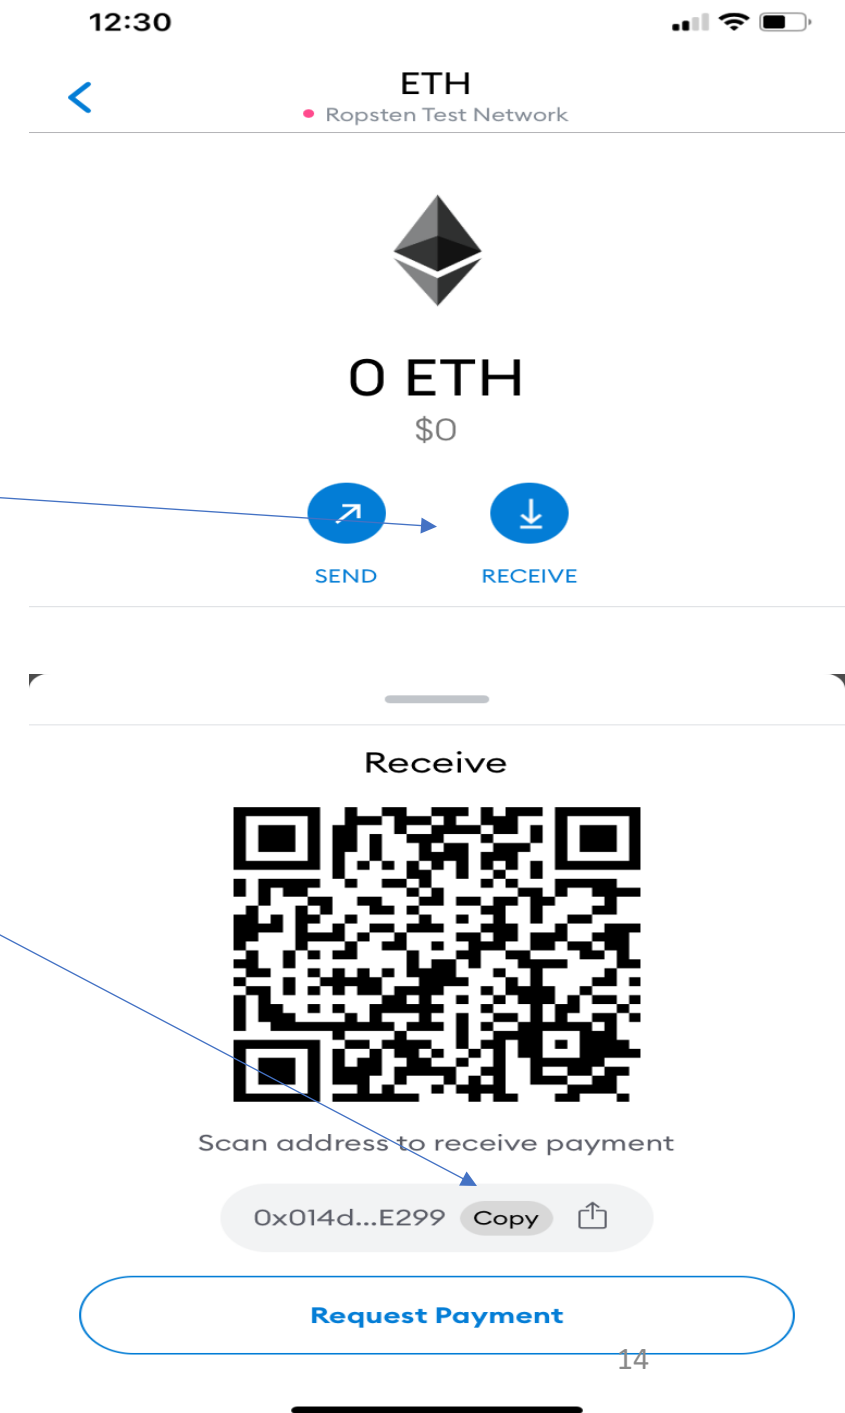 12:30
ETH
Ropsten Test Network
0 ETH
$0
SEND
RECEIVE
Receive
Scan address to receive payment
0x014d...E299 Copy
Request Payment
14